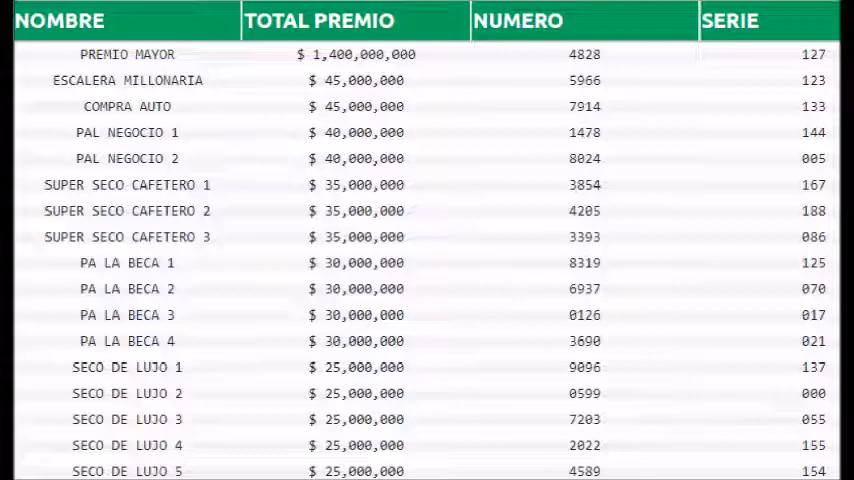 NOMBRE TOTAL PREMIO NUMERO SERIE
PREMIO MAYOR $ 1,400,000,000 4828 127
ESCALERA MILLONARIA $ 45,000,000 5966 123
COMPRA AUTO $ 45,000,000 7914 133
PAL NEGOCIO 1 $ 40,000,000 1478 144
PAL NEGOCIO 2 $ 40,000,000 8024 005
SUPER SECO CAFETERO 1 $ 35,000,000 3854 167
SUPER SECO CAFETERO 2 $ 35,000,000 4205 188
SUPER SECO CAFETERO 3 $ 35,000,000 3393 086
PA LA BECA 1 $ 30,000,000 8319 125
PA LA BECA 2 $ 30,000,000 6937 070
PA LA BECA 3 $ 30,000,000 0126 017
PA LA BECA 4 $ 30,000,000 3690 021
SECO DE LUJO 1 $ 25,000,000 9096 137
SECO DE LUJO 2 $ 25,000,000 0599 000
SECO DE LUJO 3 $ 25,000,000 7203 055
SECO DE LUJO 4 $ 25,000,000 2022 155
SECO DE LUJO 5 $ 25,000,000 4589 154